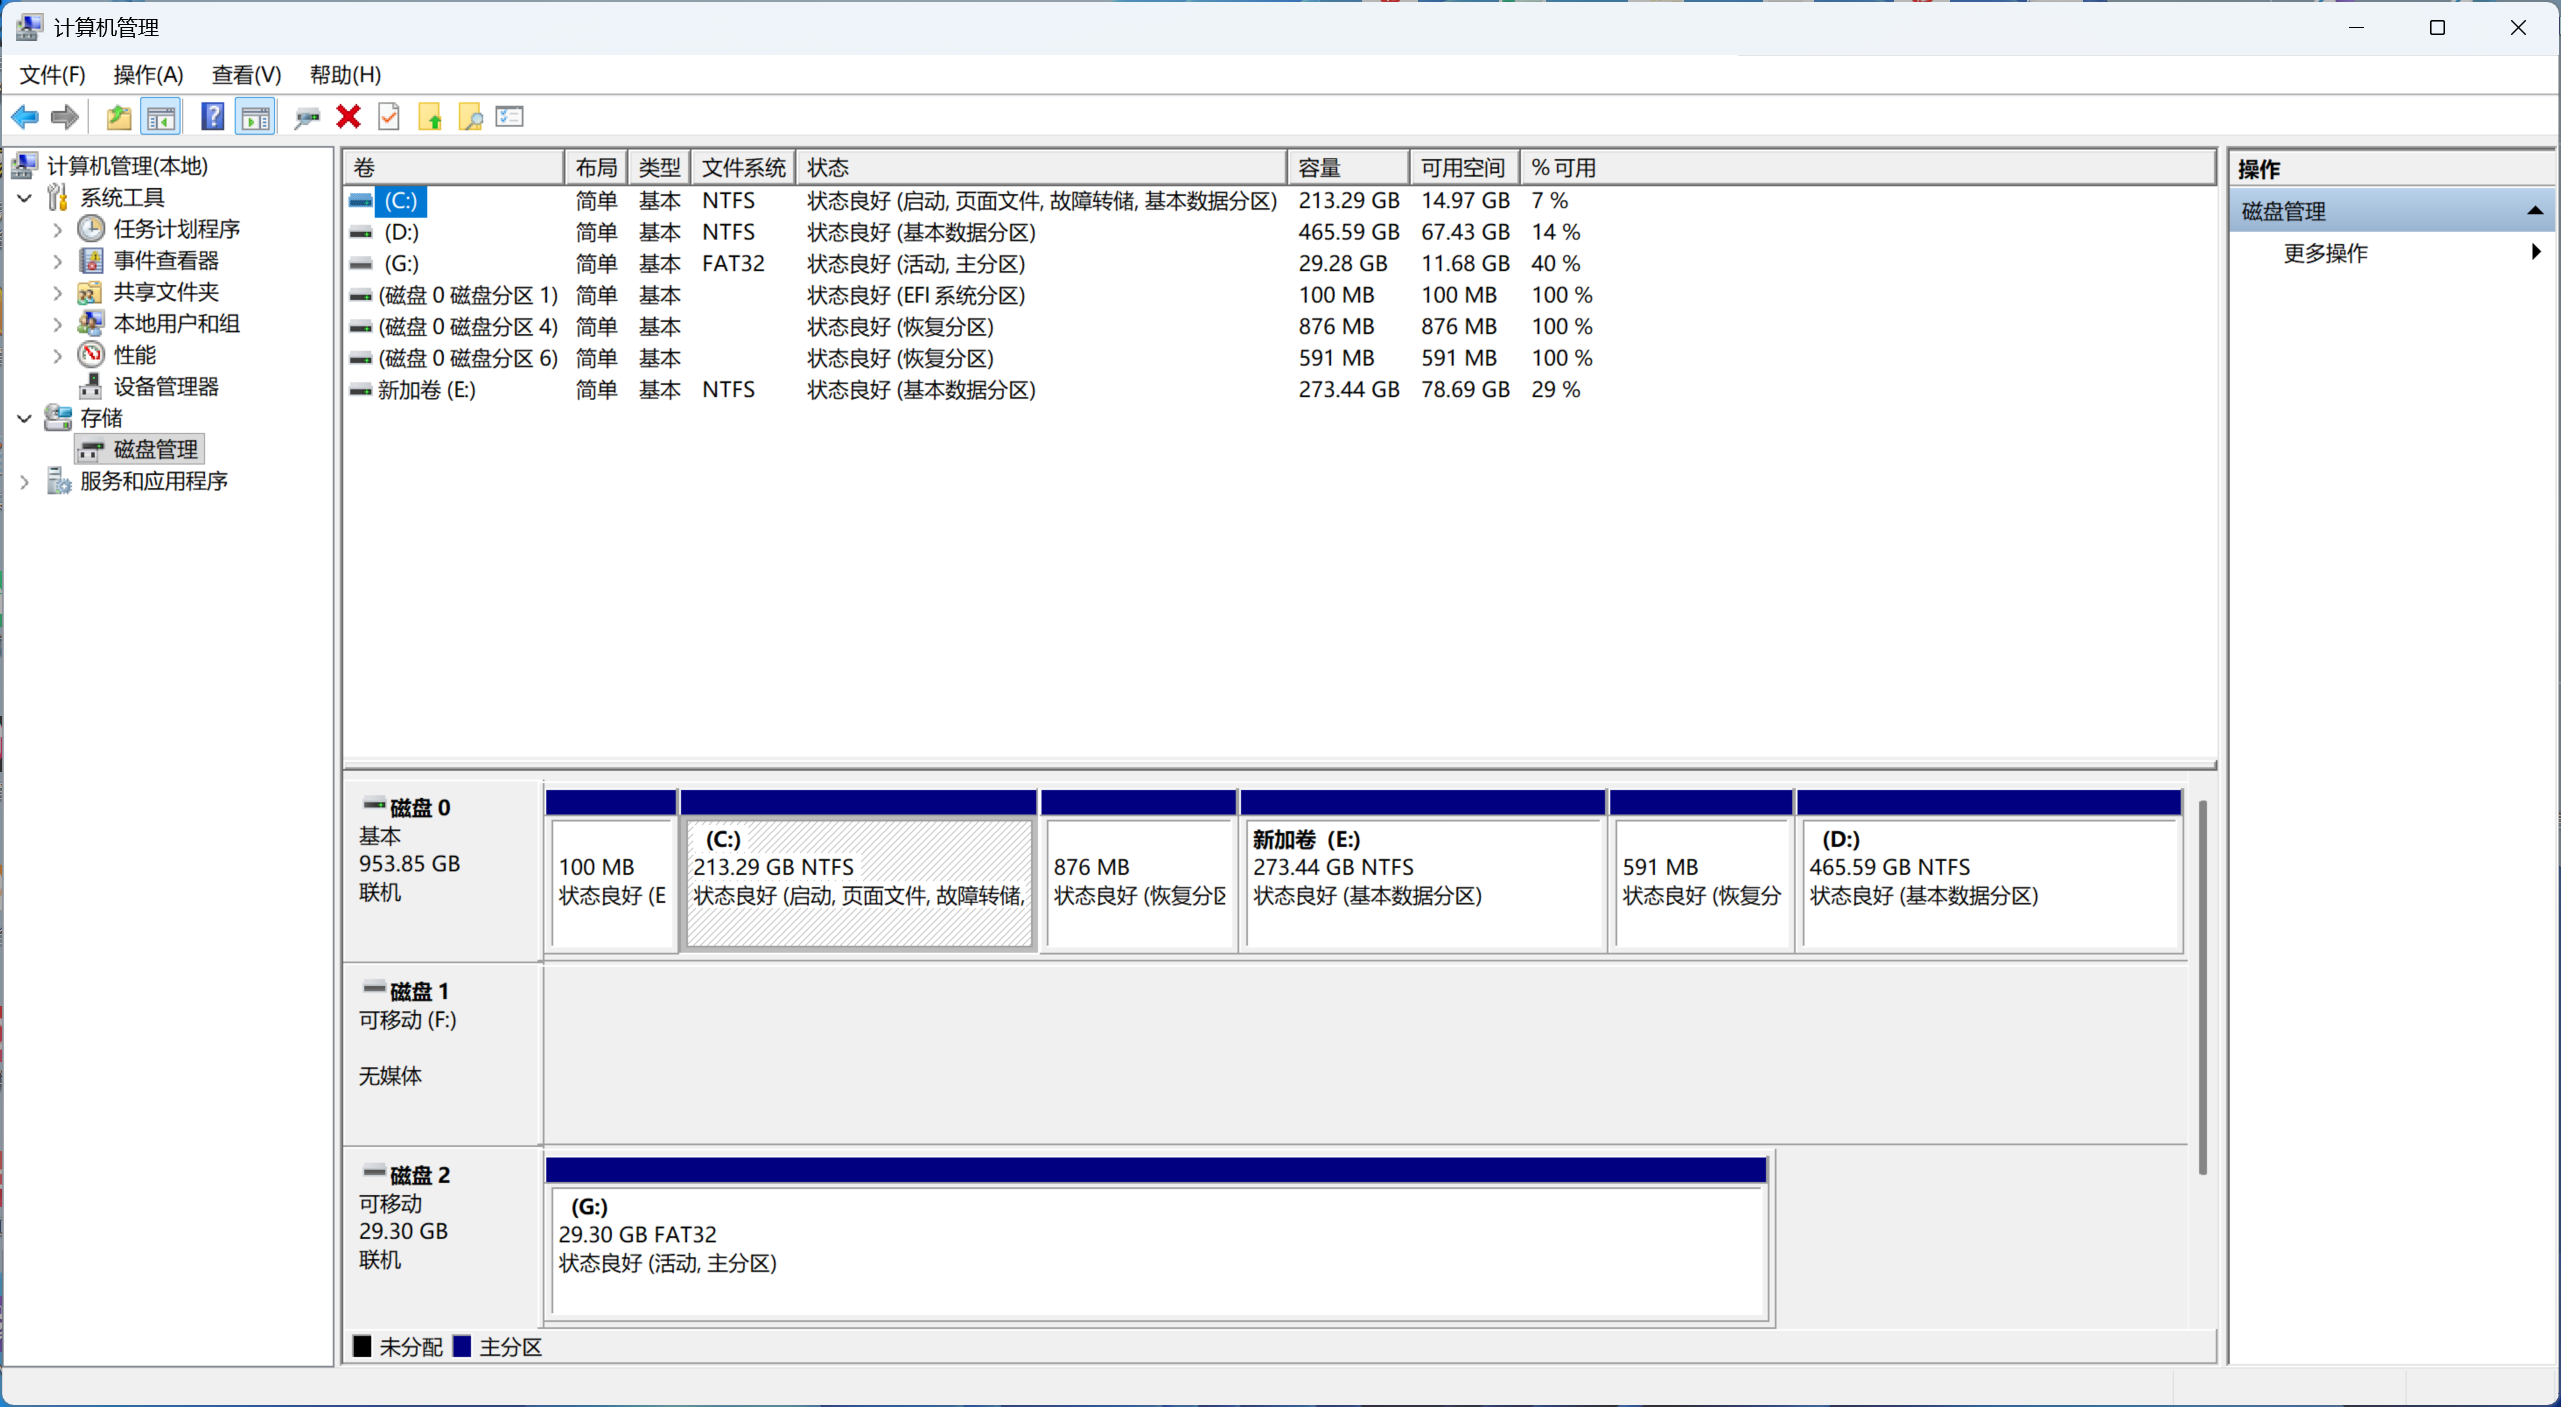 计算机管理
文件(F) 操作(A) 查看(V) 帮助(H)
计算机管理(本地)
系统工具
任务计划程序
事件查看器
共享文件夹
本地用户和组
性能
设备管理器
存储
磁盘管理
服务和应用程序
卷 布局 类型 文件系统 状态 容量 可用空间 % 可用
(C:) 简单 基本 NTFS 状态良好 (启动, 页面文件, 故障转储, 基本数据分区) 213.29 GB 14.97 GB 7 %
(D:) 简单 基本 NTFS 状态良好 (基本数据分区) 465.59 GB 67.43 GB 14 %
(G:) 简单 基本 FAT32 状态良好 (活动, 主分区) 29.28 GB 11.68 GB 40 %
(磁盘 0 磁盘分区 1) 简单 基本 状态良好 (EFI 系统分区) 100 MB 100 MB 100 %
(磁盘 0 磁盘分区 4) 简单 基本 状态良好 (恢复分区) 876 MB 876 MB 100 %
(磁盘 0 磁盘分区 6) 简单 基本 状态良好 (恢复分区) 591 MB 591 MB 100 %
新加卷 (E:) 简单 基本 NTFS 状态良好 (基本数据分区) 273.44 GB 78.69 GB 29 %
磁盘 0
基本
953.85 GB
联机
100 MB
状态良好 (E
(C:)
213.29 GB NTFS
状态良好 (启动, 页面文件, 故障转储,
876 MB
状态良好 (恢复分区
新加卷 (E:)
273.44 GB NTFS
状态良好 (基本数据分区)
591 MB
状态良好 (恢复分
(D:)
465.59 GB NTFS
状态良好 (基本数据分区)
磁盘 1
可移动 (F:)
无媒体
磁盘 2
可移动
29.30 GB
联机
(G:)
29.30 GB FAT32
状态良好 (活动, 主分区)
未分配 主分区
操作
磁盘管理
更多操作